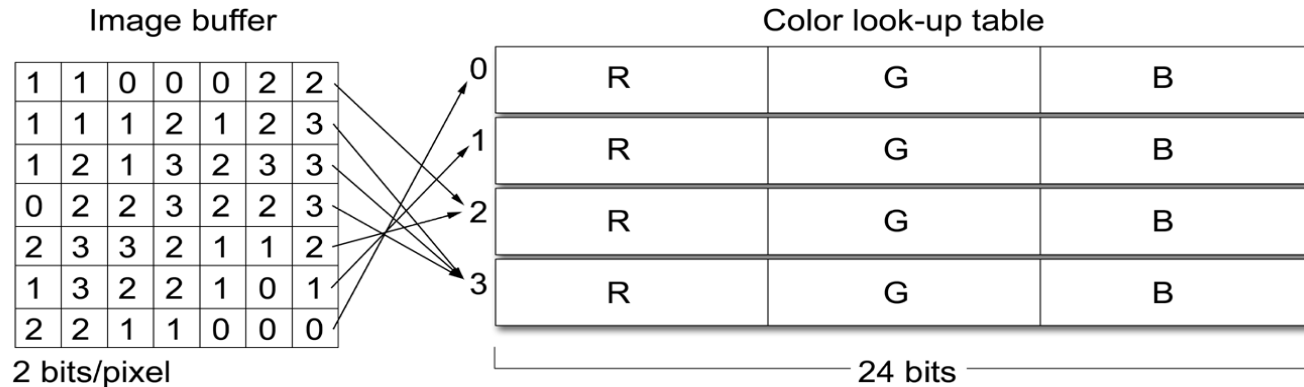 Image buffer
Color look-up table
1 1 0 0 0 2 2
1 1 1 2 1 2 3
1 2 1 3 2 3 3
0 2 2 3 2 2 3
2 3 3 2 1 1 2
1 3 2 2 1 0 1
2 2 1 1 0 0 0
2 bits/pixel
0 R G B
1 R G B
2 R G B
3 R G B
24 bits